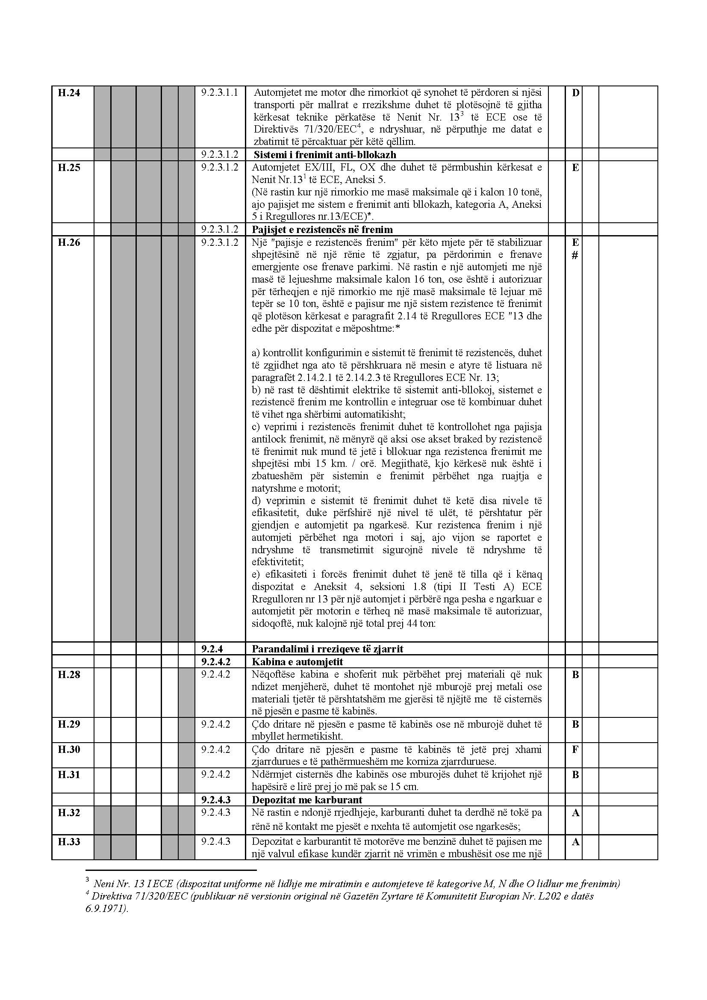 H.24 9.2.3.1.1 Automjetet me motor dhe rimorkiot që synohet të përdoren si njësi D
transporti për mallrat e rrezikshme duhet të plotësojnë të gjitha
kërkesat teknike përkatëse të Nenit Nr. 13³ të ECE ose të
Direktivës 71/320/EEC⁴, e ndryshuar, në përputhje me datat e
zbatimit të përcaktuar për këtë qëllim.
9.2.3.1.2 Sistemi i frenimit anti-bllokazh
H.25 9.2.3.1.2 Automjetet EX/III, FL, OX dhe duhet të përmbushin kërkesat e E
Nenit Nr.13¹ të ECE, Aneksi 5.
(Në rastin kur një rimorkio me masë maksimale që i kalon 10 tonë,
ajo pajisjet me sistem e frenimit anti bllokazh, kategoria A, Aneksi
5 i Rregullores nr.13/ECE)*.
9.2.3.1.2 Pajisjet e rezistencës në frenim
H.26 9.2.3.1.2 Një "pajisje e rezistencës frenim" për këto mjete për të stabilizuar E
shpejtësinë në një rënie të zgjatur, pa përdorimin e frenave #
emergjente ose frenave parkimi. Në rastin e një automjeti me një
masë të lejueshme maksimale kalon 16 ton, ose është i autorizuar
për tërheqjen e një rimorkio me një masë maksimale të lejuar më
tepër se 10 ton, është e pajisur me një sistem rezistence të frenimit
që plotëson kërkesat e paragrafit 2.14 të Rregullores ECE "13 dhe
edhe për dispozitat e mëposhtme:*
a) kontrollit konfigurimin e sistemit të frenimit të rezistencës, duhet
të zgjidhet nga ato të përshkruara në mesin e atyre të listuara në
paragrafët 2.14.2.1 të 2.14.2.3 të Rregullores ECE Nr. 13;
b) në rast të dështimit elektrike të sistemit anti-bllokoj, sistemet e
rezistencë frenim me kontrollin e integruar ose të kombinuar duhet
të vihet nga shërbimi automatikisht;
c) veprimi i rezistencës frenimit duhet të kontrollohet nga pajisja
antilock frenimit, në mënyrë që aksi ose akset braked by rezistencë
të frenimit nuk mund të jetë i bllokuar nga rezistenca frenimit me
shpejtësi mbi 15 km. / orë. Megjithatë, kjo kërkesë nuk është i
zbatueshëm për sistemin e frenimit përbëhet nga ruajtja e
natyrshme e motorit;
d) veprimin e sistemit të frenimit duhet të ketë disa nivele të
efikasitetit, duke përfshirë një nivel të ulët, të përshtatur për
gjendjen e automjetit pa ngarkesë. Kur rezistenca frenim i një
automjeti përbëhet nga motori i saj, ajo vijon se raportet e
ndryshme të transmetimit sigurojnë nivele të ndryshme të
efektivitetit;
e) efikasiteti i forcës frenimit duhet të jenë të tilla që i kënaq
dispozitat e Aneksit 4, seksioni 1.8 (tipi II Testi A) ECE
Rregulloren nr 13 për një automjet i përbërë nga pesha e ngarkuar e
automjetit për motorin e tërheq në masë maksimale të autorizuar,
sidoqoftë, nuk kalojnë një total prej 44 ton:
9.2.4 Parandalimi i rreziqeve të zjarrit
9.2.4.2 Kabina e automjetit
H.28 9.2.4.2 Nëqoftëse kabina e shoferit nuk përbëhet prej materiali që nuk B
ndizet menjëherë, duhet të montohet një mburojë prej metali ose
materiali tjetër të përshtatshëm me gjerësi të njëjtë me të cisternës
në pjesën e pasme të kabinës.
H.29 9.2.4.2 Çdo dritare në pjesën e pasme të kabinës ose në mburojë duhet të B
mbyllet hermetikisht.
H.30 9.2.4.2 Çdo dritare në pjesën e pasme të kabinës të jetë prej xhami F
zjarrdurues e të pathërmueshëm me korniza zjarrduruese.
H.31 9.2.4.2 Ndërmjet cisternës dhe kabinës ose mburojës duhet të krijohet një B
hapësirë e lirë prej jo më pak se 15 cm.
9.2.4.3 Depozitat me karburant
H.32 9.2.4.3 Në rastin e ndonjë rrjedhjeje, karburanti duhet ta derdhë në tokë pa A
rënë në kontakt me pjesët e nxehta të automjetit ose ngarkesës;
H.33 9.2.4.3 Depozitat e karburantit të motorëve me benzinë duhet të pajisen me A
një valvul efikase kundër zjarrit në vrimën e mbushësit ose me një
³ Neni Nr. 13 I ECE (dispozitat uniforme në lidhje me miratimin e automjeteve të kategorive M, N dhe O lidhur me frenimin)
⁴ Direktiva 71/320/EEC (publikuar në versionin original në Gazetën Zyrtare të Komunitetit Europian Nr. L202 e datës
6.9.1971).